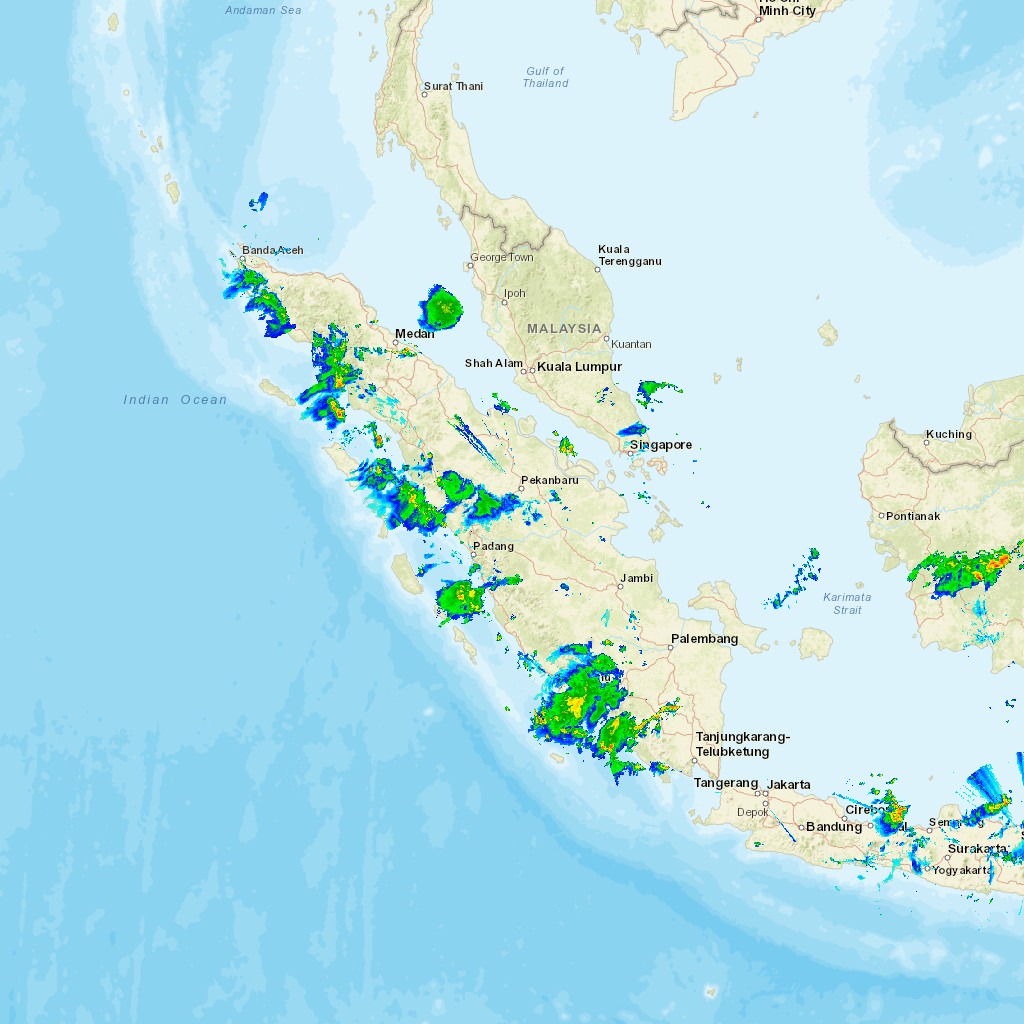 Andaman Sea
Minh City
Gulf of
Thailand
Surat Thani
Banda Aceh
George Town
Kuala
Terengganu
Ipoh
MALAYSIA
Medan
Kuantan
Shah Alam
Kuala Lumpur
Indian Ocean
Kuching
Singapore
Pekanbaru
Pontianak
Padang
Jambi
Karimata
Strait
Palembang
Tanjungkarang-
Telubketung
Tangerang
Jakarta
Depok
Bandung
Surakarta
Yogyakarta